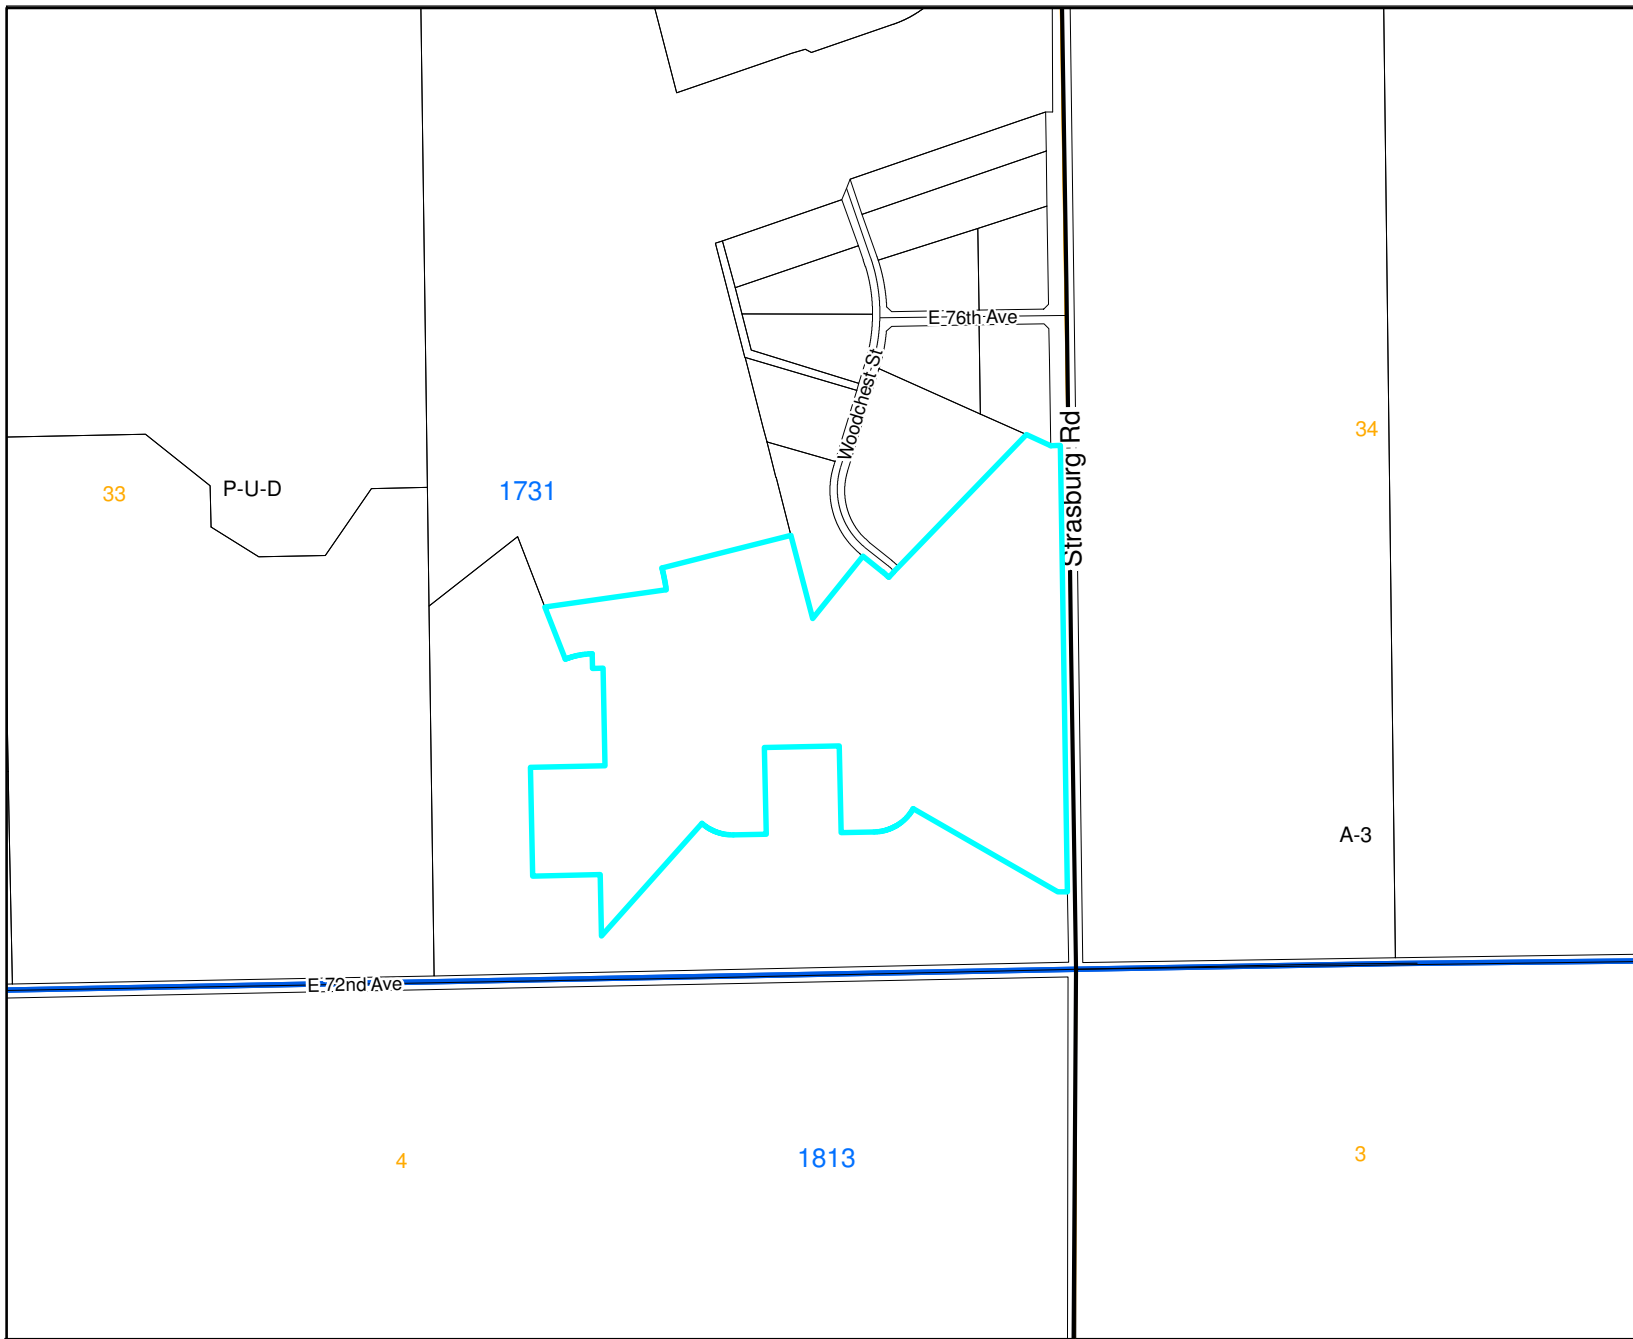 E 76th Ave
Woodchest St
Strasburg Rd
34
33
P-U-D
1731
A-3
E 72nd Ave
4
1813
3